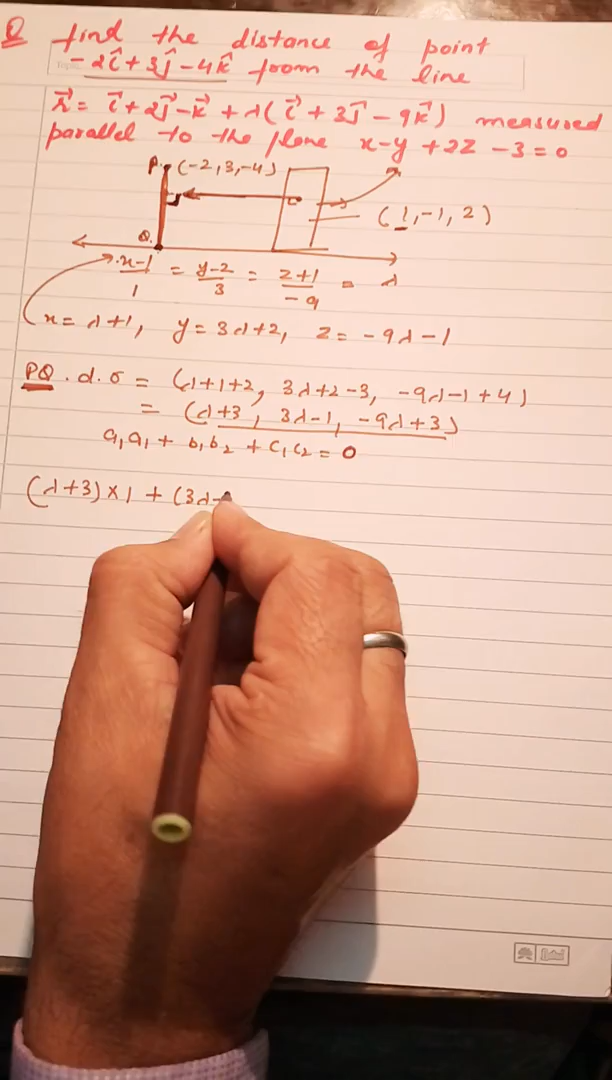 Q find the distance of point
-2î+3ĵ-4k̂ from the line
r⃗ = i⃗+2j⃗-k⃗ + λ(i⃗+3j⃗-9k⃗) measured
parallel to the plane x-y+2z-3=0
P. (-2,3,-4)
(1,-1,2)
Q.
x-1/1 = y-2/3 = z+1/-9 = λ
x=λ+1, y=3λ+2, z=-9λ-1
PQ. d.r = (λ+1+2, 3λ+2-3, -9λ-1+4)
= (λ+3, 3λ-1, -9λ+3)
a₁a₁ + b₁b₂ + c₁c₂ = 0
(λ+3)×1 + (3λ-